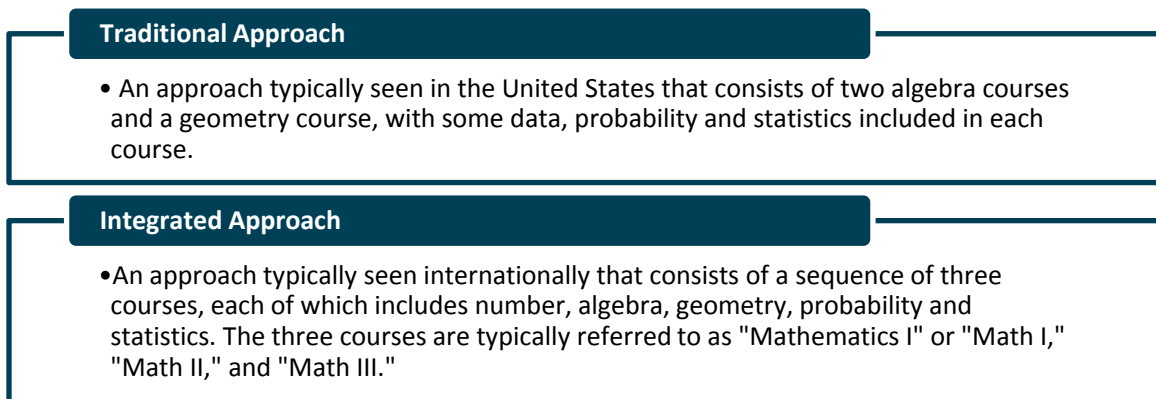 Traditional Approach
• An approach typically seen in the United States that consists of two algebra courses
and a geometry course, with some data, probability and statistics included in each
course.
Integrated Approach
•An approach typically seen internationally that consists of a sequence of three
courses, each of which includes number, algebra, geometry, probability and
statistics. The three courses are typically referred to as "Mathematics I" or "Math I,"
"Math II," and "Math III."